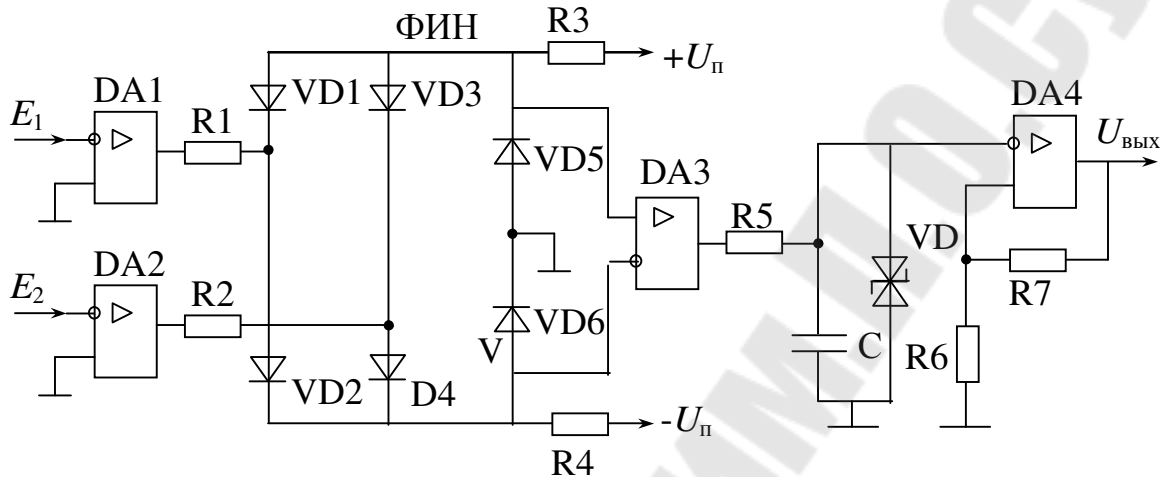 ФИН
R3
+Uп
DA1
VD1
VD3
DA4
E1
R1
Uвых
VD5
DA3
R5
VD
DA2
E2
R2
R7
VD6
V
C
R6
VD2
D4
-Uп
R4